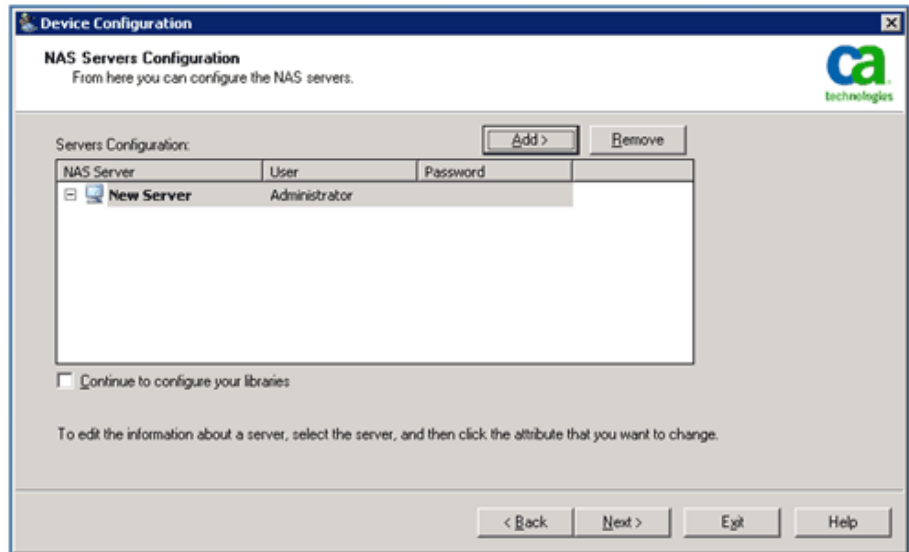 Device Configuration
NAS Servers Configuration
From here you can configure the NAS servers.
ca
technologies
Servers Configuration:
Add >
Remove
NAS Server User Password
New Server Administrator
Continue to configure your libraries
To edit the information about a server, select the server, and then click the attribute that you want to change.
< Back Next > Exit Help